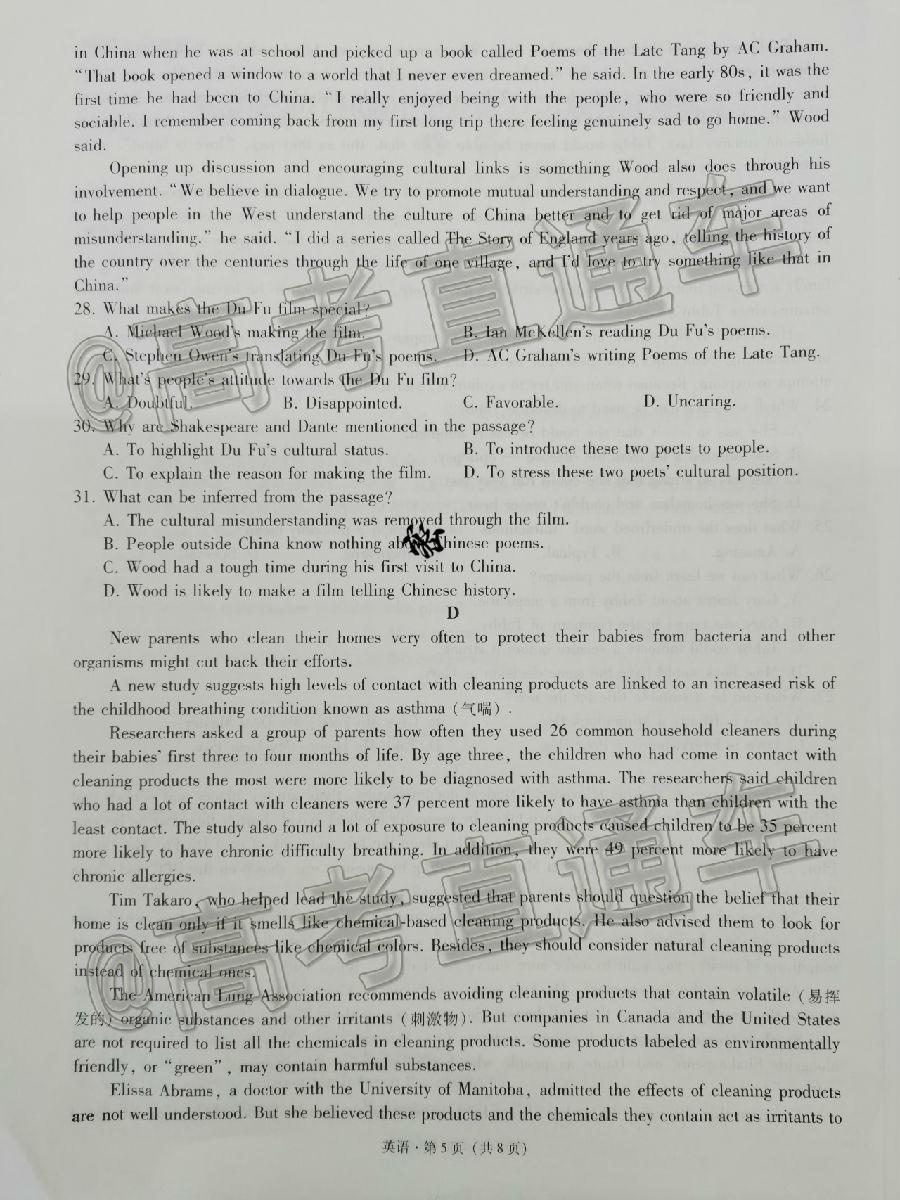 in China when he was at school and picked up a book called Poems of the Late Tang by AC Graham.
“That book opened a window to a world that I never even dreamed.” he said. In the early 80s, it was the
first time he had been to China. “I really enjoyed being with the people, who were so friendly and
sociable. I remember coming back from my first long trip there feeling genuinely sad to go home.” Wood
said.
Opening up discussion and encouraging cultural links is something Wood also does through his
involvement. “We believe in dialogue. We try to promote mutual understanding and respect, and we want
to help people in the West understand the culture of China better and to get rid of major areas of
misunderstanding.” he said. “I did a series called The Story of England years ago, telling the history of
the country over the centuries through the life of one village, and I'd love to try something like that in
China.”
28. What makes the Du Fu film special?
A. Michael Wood's making the film. B. Ian McKellen's reading Du Fu's poems.
C. Stephen Owen's translating Du Fu's poems. D. AC Graham's writing Poems of the Late Tang.
29. What's people's attitude towards the Du Fu film?
A. Doubtful. B. Disappointed. C. Favorable. D. Uncaring.
30. Why are Shakespeare and Dante mentioned in the passage?
A. To highlight Du Fu's cultural status. B. To introduce these two poets to people.
C. To explain the reason for making the film. D. To stress these two poets' cultural position.
31. What can be inferred from the passage?
A. The cultural misunderstanding was removed through the film.
B. People outside China know nothing about Chinese poems.
C. Wood had a tough time during his first visit to China.
D. Wood is likely to make a film telling Chinese history.
D
New parents who clean their homes very often to protect their babies from bacteria and other
organisms might cut back their efforts.
A new study suggests high levels of contact with cleaning products are linked to an increased risk of
the childhood breathing condition known as asthma (气喘).
Researchers asked a group of parents how often they used 26 common household cleaners during
their babies' first three to four months of life. By age three, the children who had come in contact with
cleaning products the most were more likely to be diagnosed with asthma. The researchers said children
who had a lot of contact with cleaners were 37 percent more likely to have asthma than children with the
least contact. The study also found a lot of exposure to cleaning products caused children to be 35 percent
more likely to have chronic difficulty breathing. In addition, they were 49 percent more likely to have
chronic allergies.
Tim Takaro, who helped lead the study, suggested that parents should question the belief that their
home is clean only if it smells like chemical-based cleaning products. He also advised them to look for
products free of substances like chemical colors. Besides, they should consider natural cleaning products
instead of chemical ones.
The American Lung Association recommends avoiding cleaning products that contain volatile (易挥
发的) organic substances and other irritants (刺激物). But companies in Canada and the United States
are not required to list all the chemicals in cleaning products. Some products labeled as environmentally
friendly, or “green”, may contain harmful substances.
Elissa Abrams, a doctor with the University of Manitoba, admitted the effects of cleaning products
are not well understood. But she believed these products and the chemicals they contain act as irritants to
英语·第5页(共8页)
@高考直通车
@高考直通车